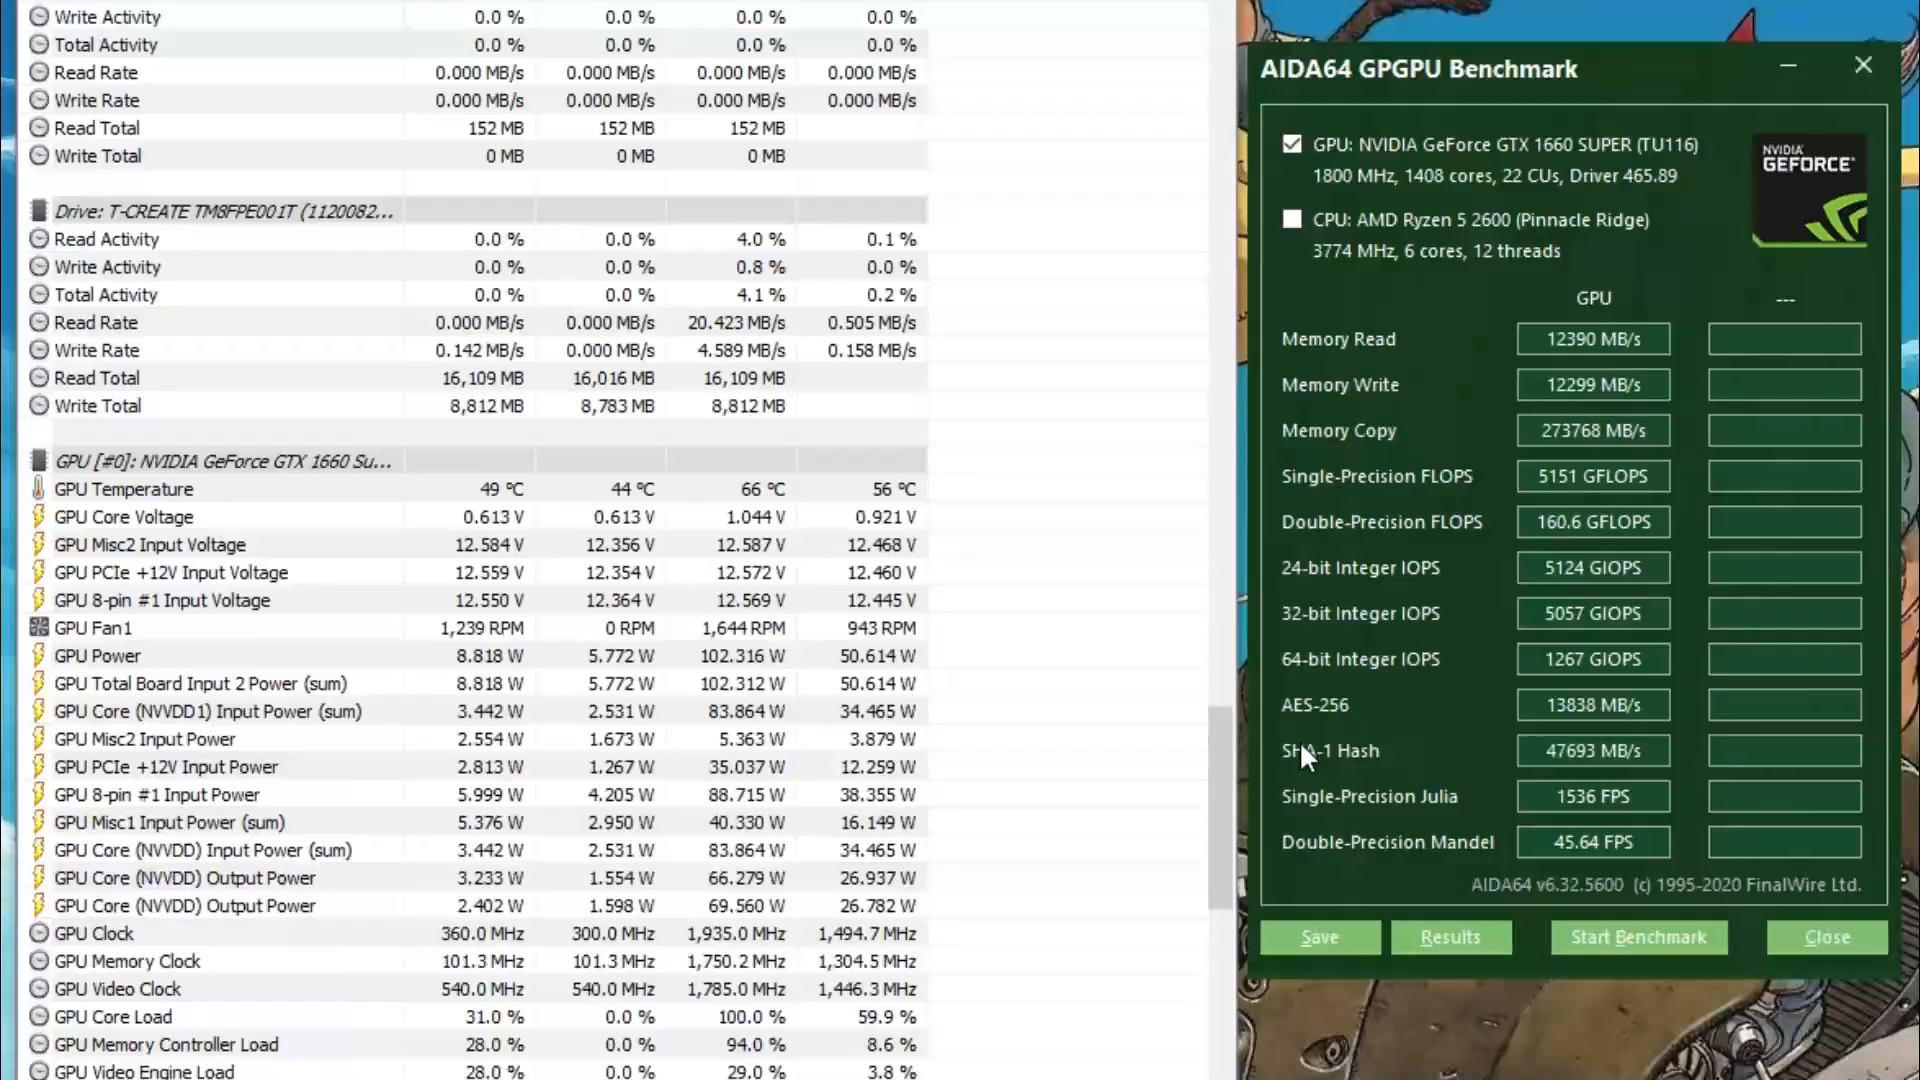 Write Activity 0.0 % 0.0 % 0.0 % 0.0 %
Total Activity 0.0 % 0.0 % 0.0 % 0.0 %
Read Rate 0.000 MB/s 0.000 MB/s 0.000 MB/s 0.000 MB/s
Write Rate 0.000 MB/s 0.000 MB/s 0.000 MB/s 0.000 MB/s
Read Total 152 MB 152 MB 152 MB
Write Total 0 MB 0 MB 0 MB
Drive: T-CREATE TM8FPE001T (1120082...
Read Activity 0.0 % 0.0 % 4.0 % 0.1 %
Write Activity 0.0 % 0.0 % 0.8 % 0.0 %
Total Activity 0.0 % 0.0 % 4.1 % 0.2 %
Read Rate 0.000 MB/s 0.000 MB/s 20.423 MB/s 0.505 MB/s
Write Rate 0.142 MB/s 0.000 MB/s 4.589 MB/s 0.158 MB/s
Read Total 16,109 MB 16,016 MB 16,109 MB
Write Total 8,812 MB 8,783 MB 8,812 MB
GPU [#0]: NVIDIA GeForce GTX 1660 Su...
GPU Temperature 49 °C 44 °C 66 °C 56 °C
GPU Core Voltage 0.613 V 0.613 V 1.044 V 0.921 V
GPU Misc2 Input Voltage 12.584 V 12.356 V 12.587 V 12.468 V
GPU PCIe +12V Input Voltage 12.559 V 12.354 V 12.572 V 12.460 V
GPU 8-pin #1 Input Voltage 12.550 V 12.364 V 12.569 V 12.445 V
GPU Fan1 1,239 RPM 0 RPM 1,644 RPM 943 RPM
GPU Power 8.818 W 5.772 W 102.316 W 50.614 W
GPU Total Board Input 2 Power (sum) 8.818 W 5.772 W 102.312 W 50.614 W
GPU Core (NVVDD1) Input Power (sum) 3.442 W 2.531 W 83.864 W 34.465 W
GPU Misc2 Input Power 2.554 W 1.673 W 5.363 W 3.879 W
GPU PCIe +12V Input Power 2.813 W 1.267 W 35.037 W 12.259 W
GPU 8-pin #1 Input Power 5.999 W 4.205 W 88.715 W 38.355 W
GPU Misc1 Input Power (sum) 5.376 W 2.950 W 40.330 W 16.149 W
GPU Core (NVVDD) Input Power (sum) 3.442 W 2.531 W 83.864 W 34.465 W
GPU Core (NVVDD) Output Power 3.233 W 1.554 W 66.279 W 26.937 W
GPU Core (NVVDD) Output Power 2.402 W 1.598 W 69.560 W 26.782 W
GPU Clock 360.0 MHz 300.0 MHz 1,935.0 MHz 1,494.7 MHz
GPU Memory Clock 101.3 MHz 101.3 MHz 1,750.2 MHz 1,304.5 MHz
GPU Video Clock 540.0 MHz 540.0 MHz 1,785.0 MHz 1,446.3 MHz
GPU Core Load 31.0 % 0.0 % 100.0 % 59.9 %
GPU Memory Controller Load 28.0 % 0.0 % 94.0 % 8.6 %
GPU Video Engine Load 28.0 % 0.0 % 29.0 % 3.8 %
AIDA64 GPGPU Benchmark
GPU: NVIDIA GeForce GTX 1660 SUPER (TU116)
1800 MHz, 1408 cores, 22 CUs, Driver 465.89
CPU: AMD Ryzen 5 2600 (Pinnacle Ridge)
3774 MHz, 6 cores, 12 threads
NVIDIA
GEFORCE
GPU ---
Memory Read 12390 MB/s
Memory Write 12299 MB/s
Memory Copy 273768 MB/s
Single-Precision FLOPS 5151 GFLOPS
Double-Precision FLOPS 160.6 GFLOPS
24-bit Integer IOPS 5124 GIOPS
32-bit Integer IOPS 5057 GIOPS
64-bit Integer IOPS 1267 GIOPS
AES-256 13838 MB/s
SHA-1 Hash 47693 MB/s
Single-Precision Julia 1536 FPS
Double-Precision Mandel 45.64 FPS
AIDA64 v6.32.5600 (c) 1995-2020 FinalWire Ltd.
Save Results Start Benchmark Close